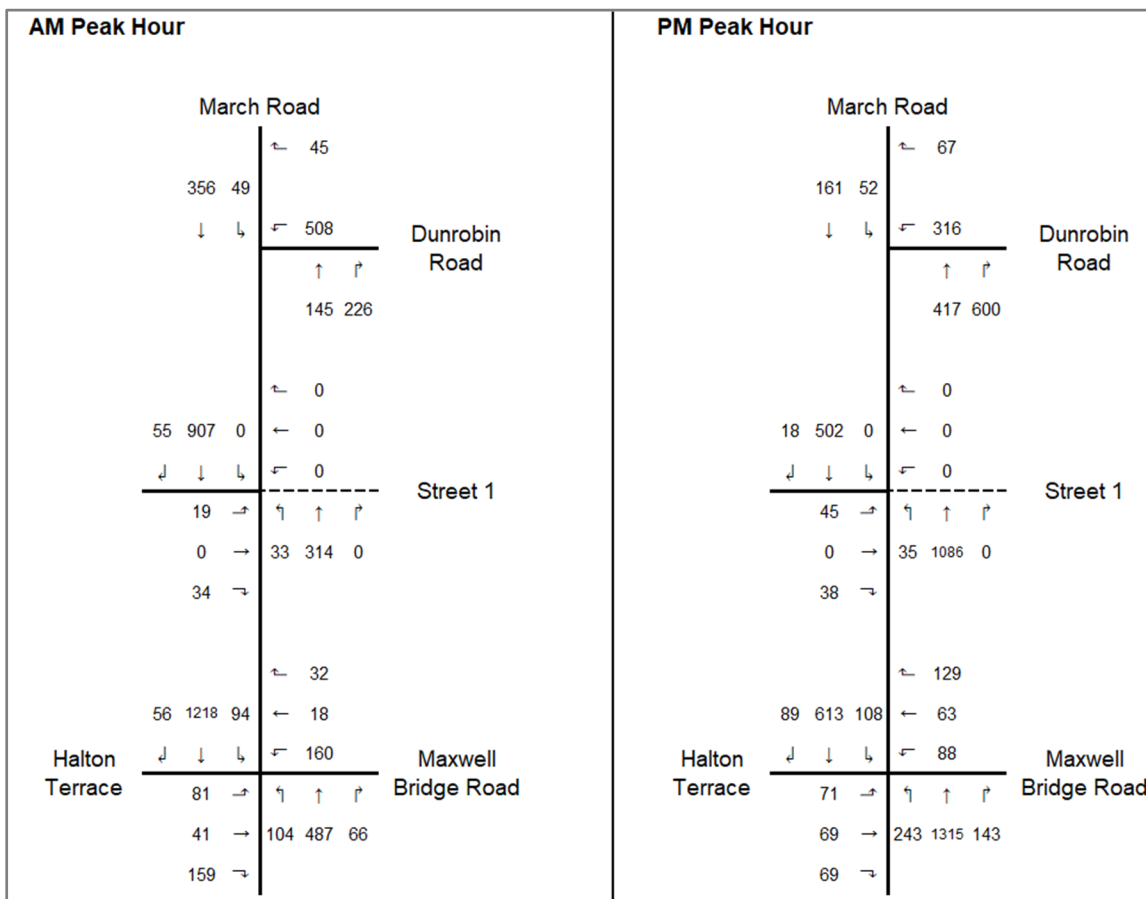 AM Peak Hour
March Road
↖ 45
356 49
↓ ↳ ↙ 508
Dunrobin
Road
↑ ↱
145 226
↖ 0
55 907 0 ← 0
↲ ↓ ↳ ↙ 0
Street 1
19 ⬏ ↰ ↑ ↱
0 → 33 314 0
34 ⬎
↖ 32
56 1218 94 ← 18
↲ ↓ ↳ ↙ 160
Halton
Terrace
Maxwell
Bridge Road
81 ⬏ ↰ ↑ ↱
41 → 104 487 66
159 ⬎
PM Peak Hour
March Road
↖ 67
161 52
↓ ↳ ↙ 316
Dunrobin
Road
↑ ↱
417 600
↖ 0
18 502 0 ← 0
↲ ↓ ↳ ↙ 0
Street 1
45 ⬏ ↰ ↑ ↱
0 → 35 1086 0
38 ⬎
↖ 129
89 613 108 ← 63
↲ ↓ ↳ ↙ 88
Halton
Terrace
Maxwell
Bridge Road
71 ⬏ ↰ ↑ ↱
69 → 243 1315 143
69 ⬎